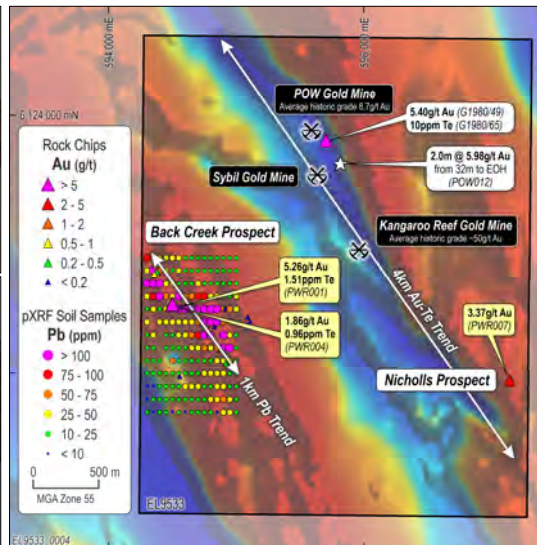 594 000 mE
596 000 mE
6 124 000 mN
POW Gold Mine
Average historic grade 6.7g/t Au
5.40g/t Au (G1980/49)
10ppm Te (G1980/65)
2.0m @ 5.98g/t Au
from 32m to EOH
(POW012)
Sybil Gold Mine
Kangaroo Reef Gold Mine
Average historic grade ~50g/t Au
Back Creek Prospect
5.26g/t Au
1.51ppm Te
(PWR001)
1.86g/t Au
0.96ppm Te
(PWR004)
4km Au-Te Trend
3.37g/t Au
(PWR007)
Nicholls Prospect
1km Pb Trend
Rock Chips
Au (g/t)
> 5
2 - 5
1 - 2
0.5 - 1
0.2 - 0.5
< 0.2
pXRF Soil Samples
Pb (ppm)
> 100
75 - 100
50 - 75
25 - 50
10 - 25
< 10
0 500 m
MGA Zone 55
EL9533
EL9533_0004